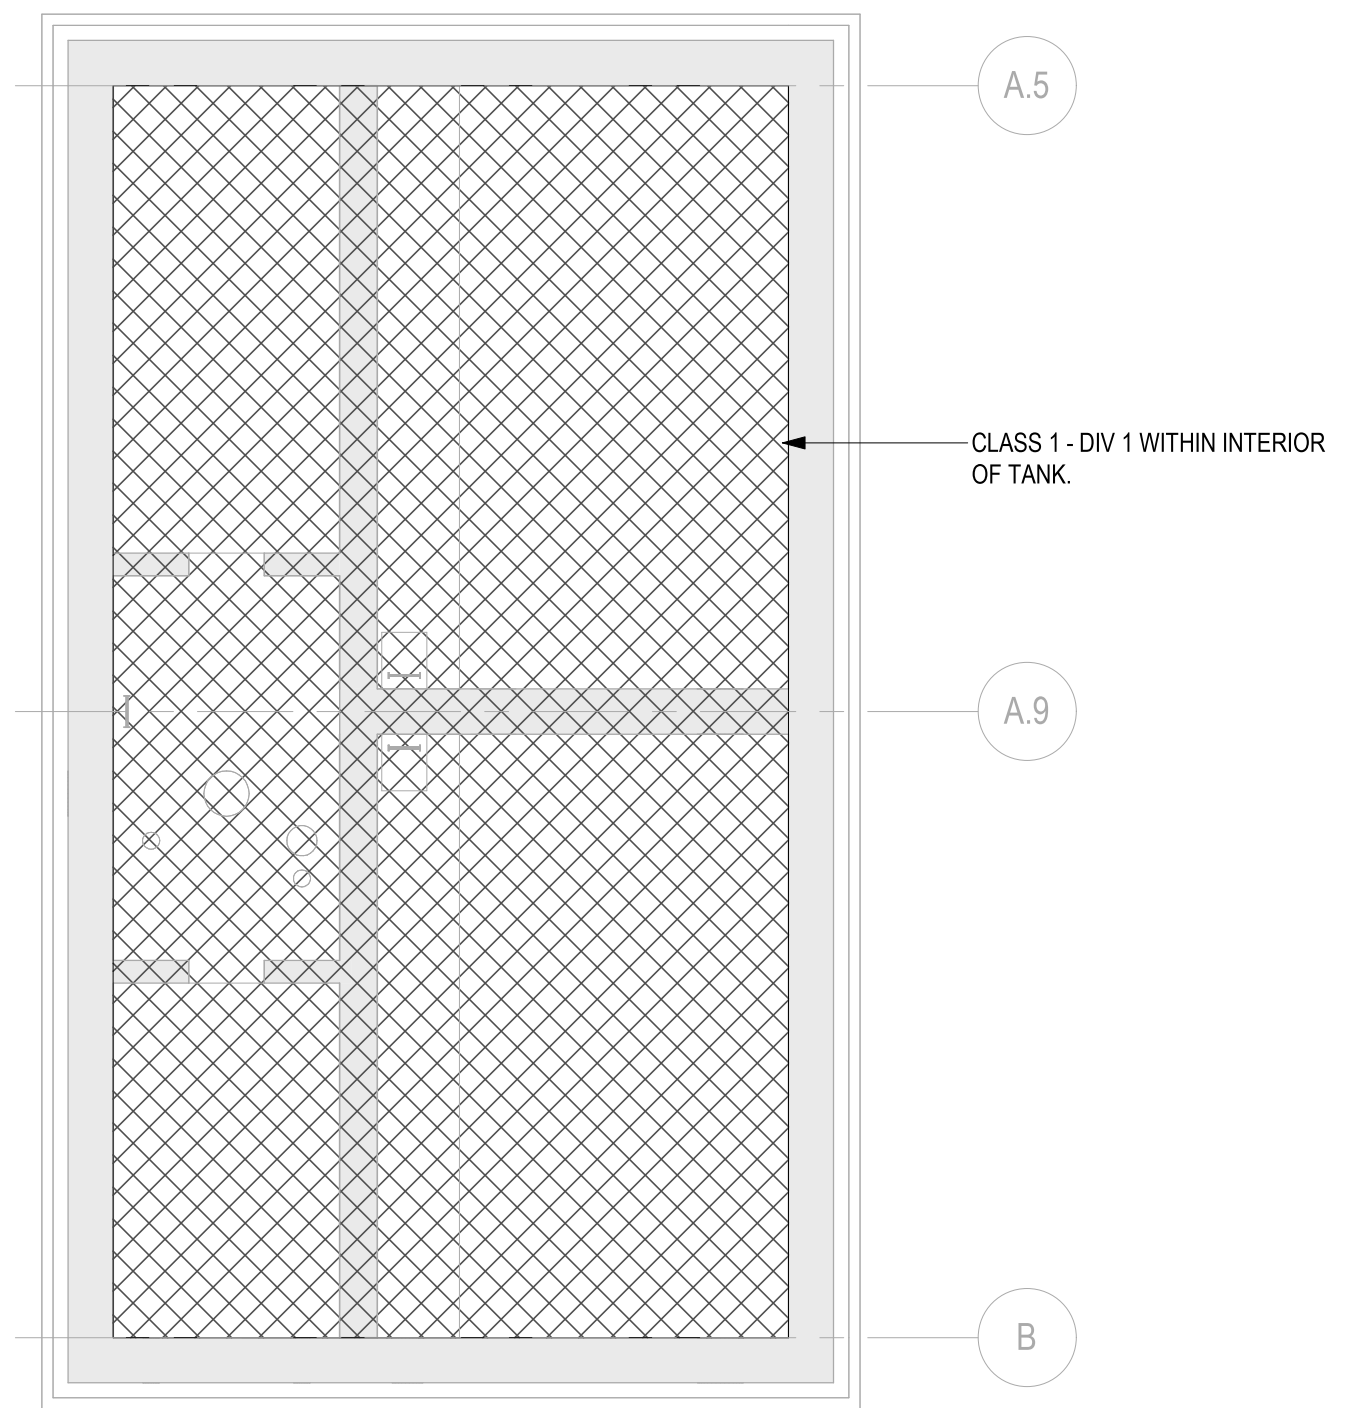 A.5
CLASS 1 - DIV 1 WITHIN INTERIOR
OF TANK.
A.9
B